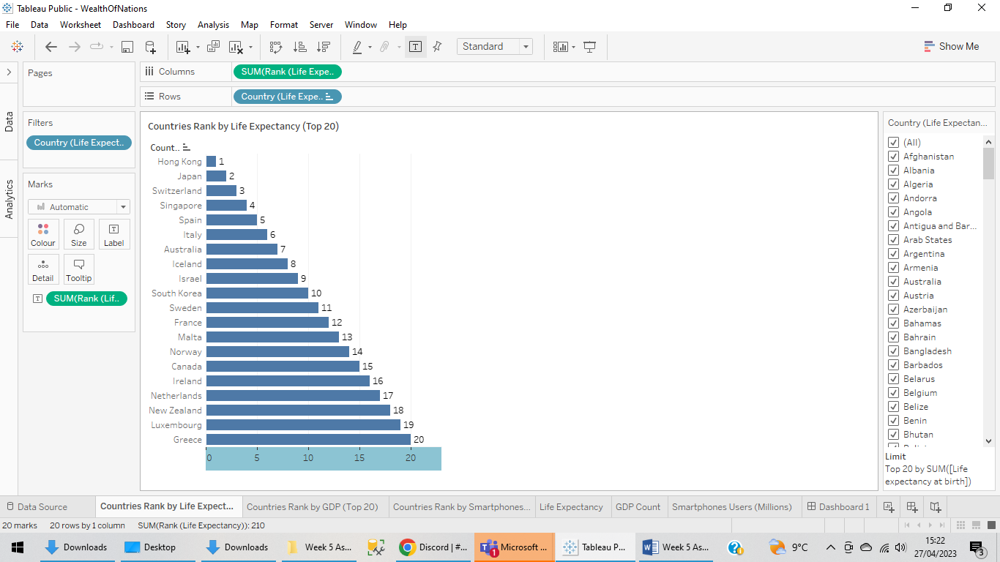 Tableau Public - WealthOfNations
File Data Worksheet Dashboard Story Analysis Map Format Server Window Help
Standard
Show Me
Data
Analytics
Pages
Filters
Country (Life Expect..
Marks
Automatic
Colour Size Label
Detail Tooltip
SUM(Rank (Lif..
Columns SUM(Rank (Life Expe..
Rows Country (Life Expe..
Countries Rank by Life Expectancy (Top 20)
Count..
Hong Kong 1
Japan 2
Switzerland 3
Singapore 4
Spain 5
Italy 6
Australia 7
Iceland 8
Israel 9
South Korea 10
Sweden 11
France 12
Malta 13
Norway 14
Canada 15
Ireland 16
Netherlands 17
New Zealand 18
Luxembourg 19
Greece 20
0 5 10 15 20
Country (Life Expectan...
(All)
Afghanistan
Albania
Algeria
Andorra
Angola
Antigua and Bar...
Arab States
Argentina
Armenia
Australia
Austria
Azerbaijan
Bahamas
Bahrain
Bangladesh
Barbados
Belarus
Belgium
Belize
Benin
Bhutan
Limit
Top 20 by SUM([Life
expectancy at birth])
Data Source Countries Rank by Life Expect... Countries Rank by GDP (Top 20) Countries Rank by Smartphones... Life Expectancy GDP Count Smartphones Users (Millions) Dashboard 1
20 marks 20 rows by 1 column SUM(Rank (Life Expectancy)): 210
Downloads Desktop Downloads Week 5 As... Discord | #... 1 Microsoft ... Tableau P... Week 5 As... 9°C 15:22
27/04/2023 3